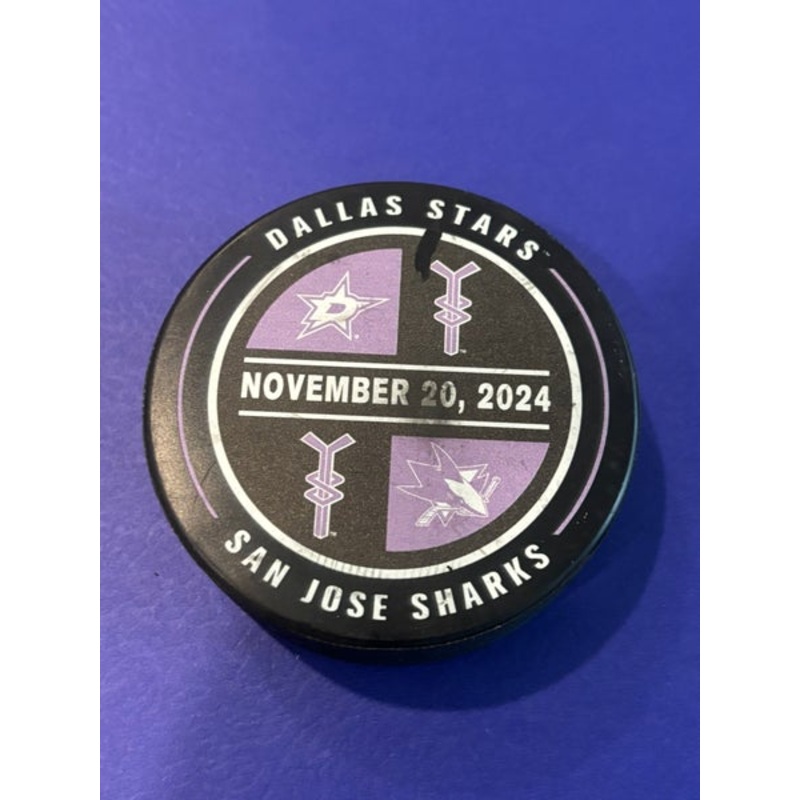 DALLAS STARS
D
NOVEMBER 20, 2024
SAN JOSE SHARKS